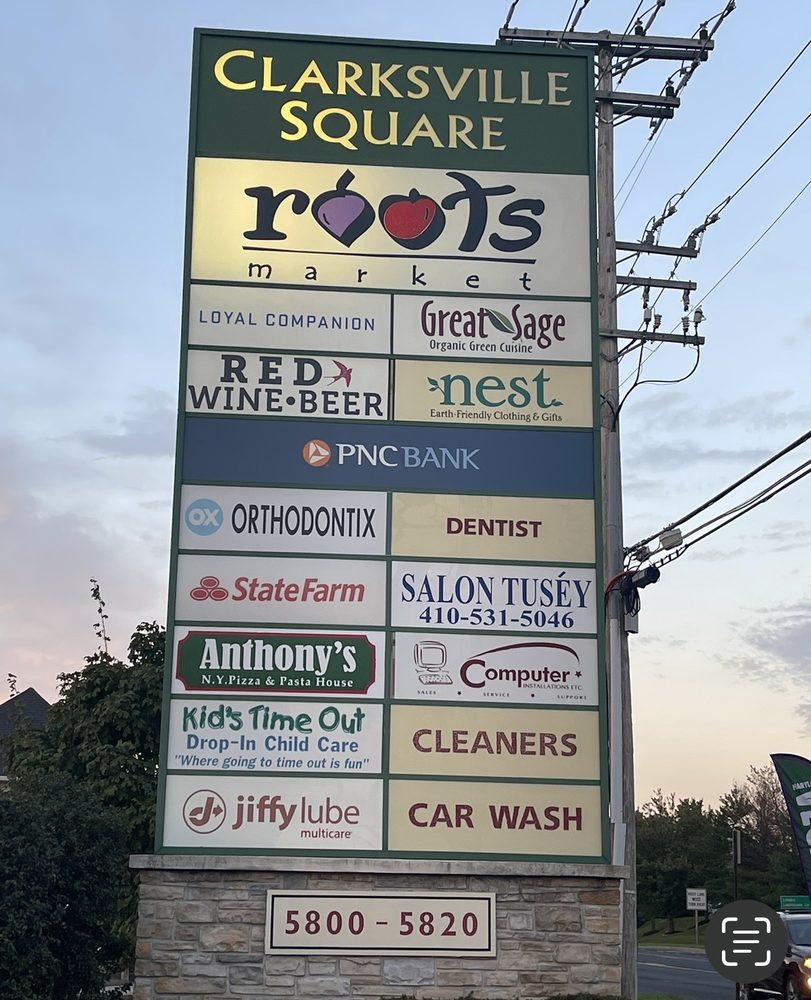 CLARKSVILLE
SQUARE
roots
market
LOYAL COMPANION
Great Sage
Organic Green Cuisine
RED
WINE•BEER
nest
Earth-Friendly Clothing & Gifts
PNC BANK
OX ORTHODONTIX
DENTIST
State Farm
SALON TUSÉY
410-531-5046
Anthony's
N.Y. Pizza & Pasta House
Computer
INSTALLATIONS ETC.
SALES • SERVICE • SUPPORT
Kid's Time Out
Drop-In Child Care
"Where going to time out is fun"
CLEANERS
jiffy lube
multicare
CAR WASH
5800 - 5820